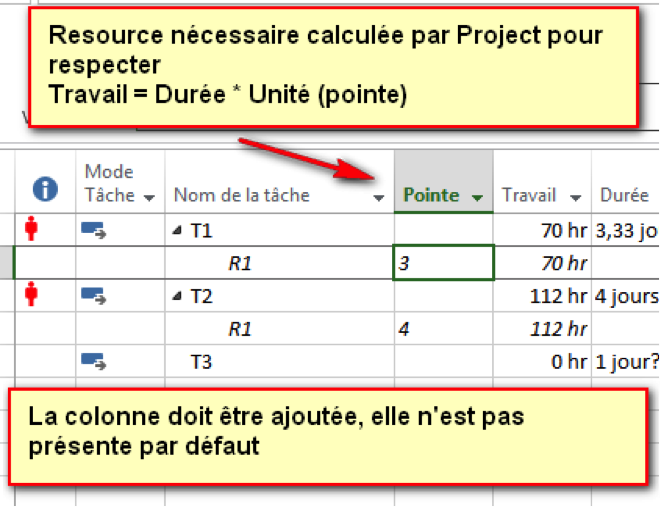 Resource nécessaire calculée par Project pour
respecter
Travail = Durée * Unité (pointe)
Mode
Tâche
Nom de la tâche
Pointe
Travail
Durée
T1
70 hr
3,33 jo
R1
3
70 hr
T2
112 hr
4 jours
R1
4
112 hr
T3
0 hr
1 jour?
La colonne doit être ajoutée, elle n'est pas
présente par défaut